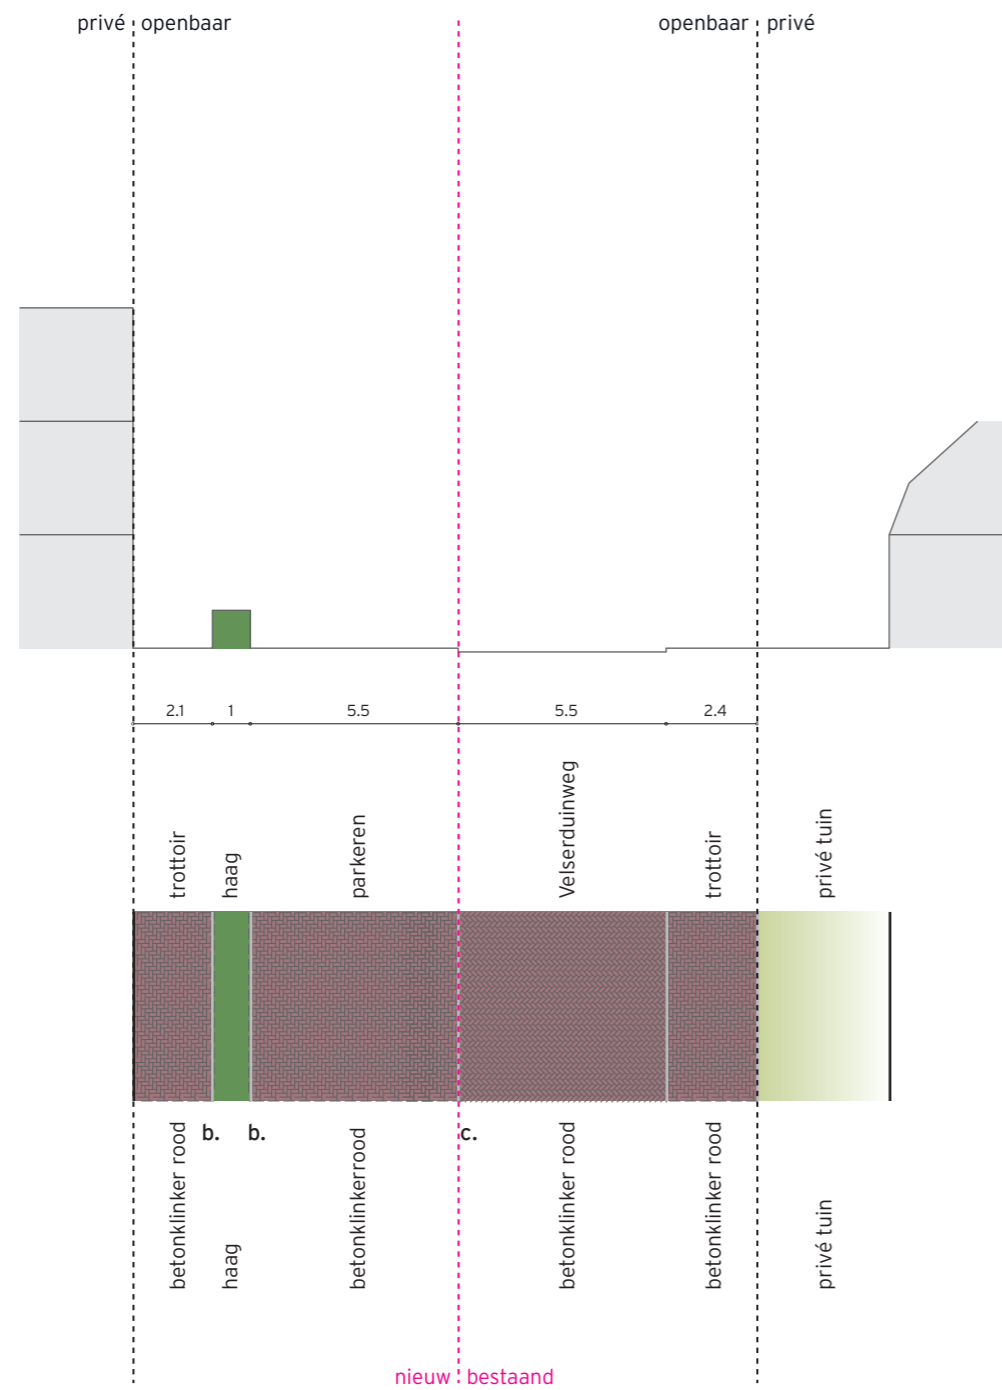 privé openbaar
openbaar privé
2.1 1 5.5 5.5 2.4
trottoir
haag
parkeren
Velserduinweg
trottoir
privé tuin
b. b. c.
betonklinker rood
haag
betonklinkerrood
betonklinker rood
betonklinker rood
privé tuin
nieuw bestaand